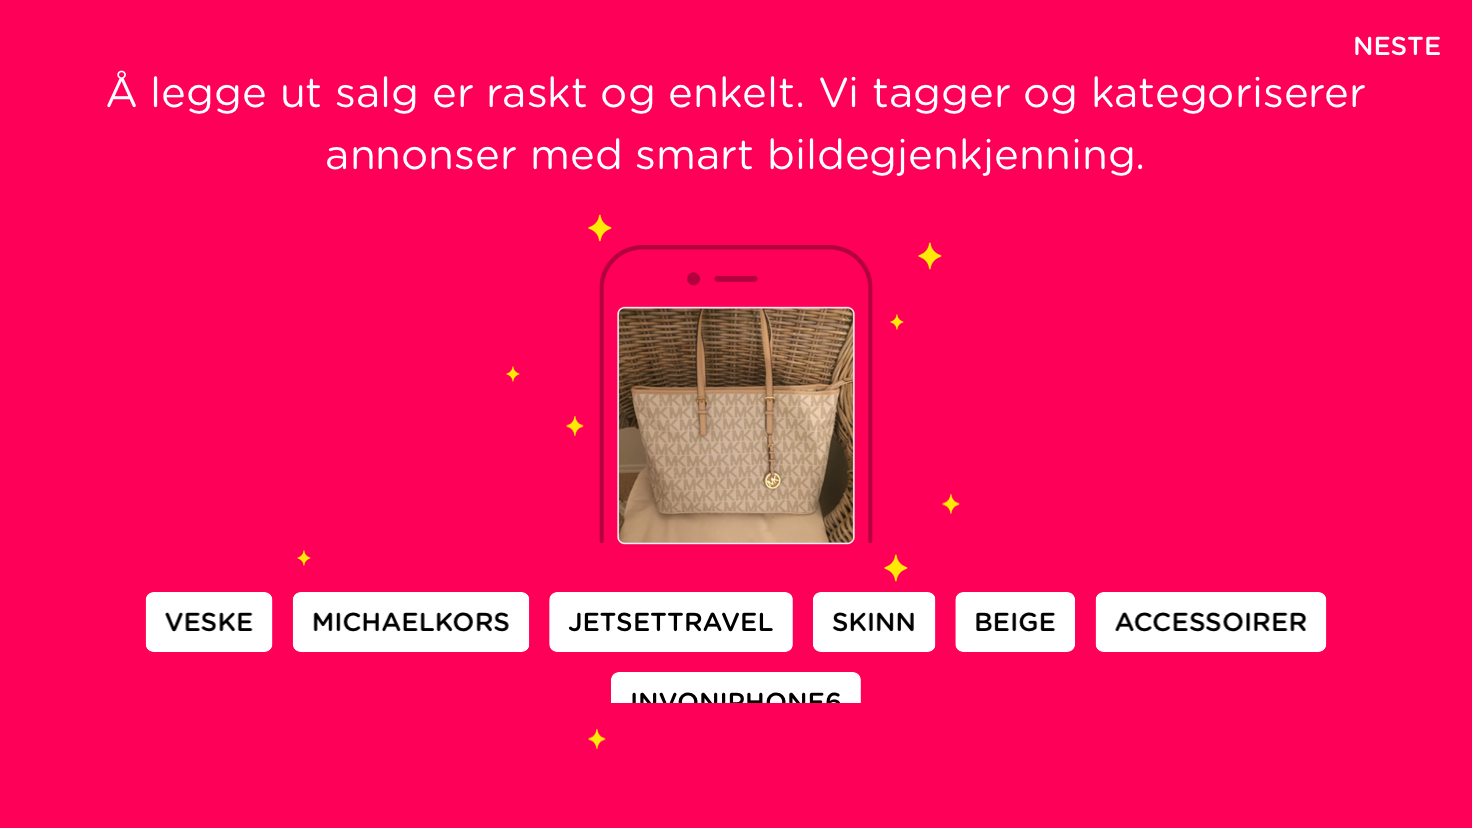 NESTE
Å legge ut salg er raskt og enkelt. Vi tagger og kategoriserer
annonser med smart bildegjenkjenning.
VESKE MICHAELKORS JETSETTRAVEL SKINN BEIGE ACCESSOIRER
INVONIPHONE6